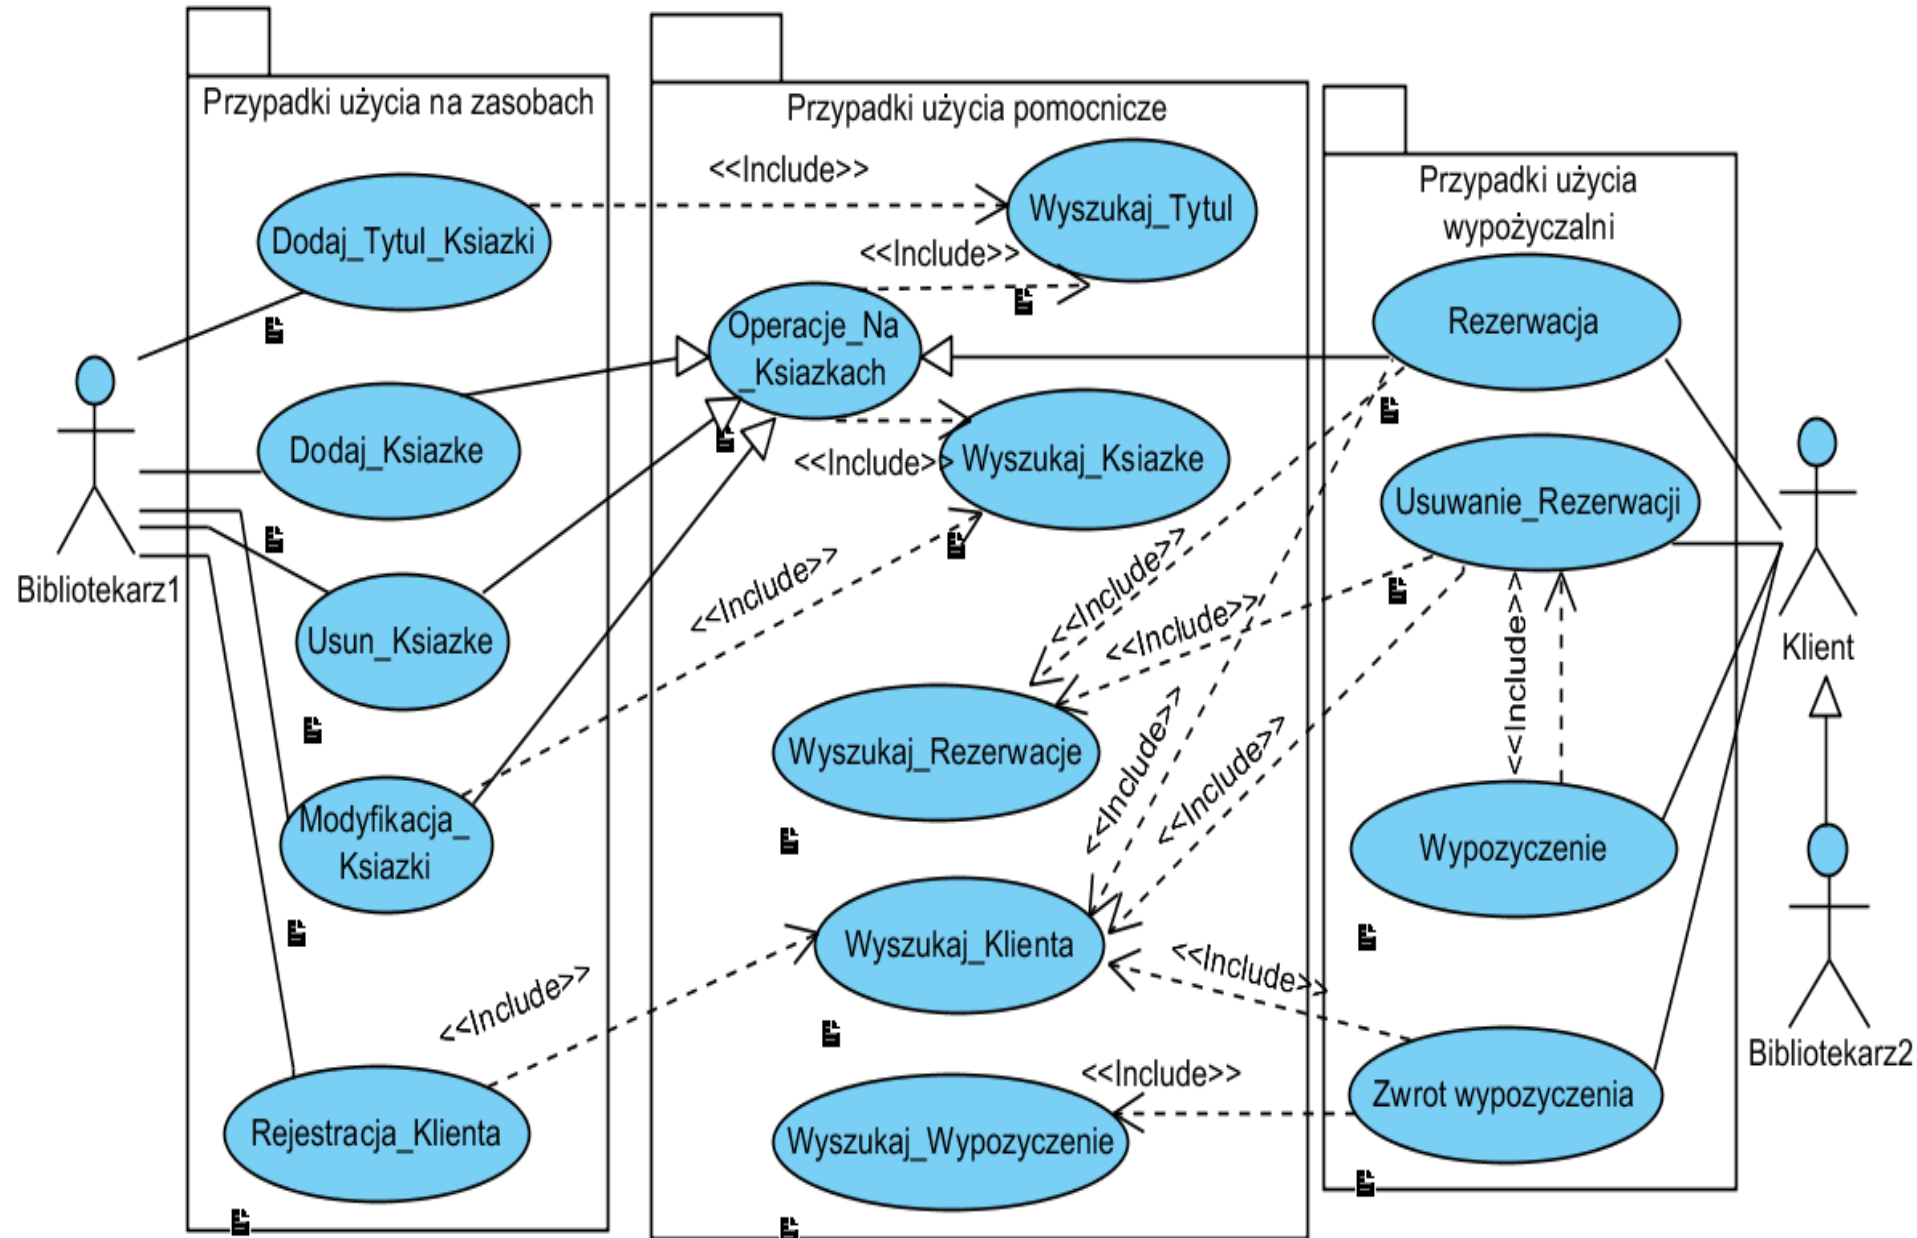 Przypadki użycia na zasobach
Dodaj_Tytul_Ksiazki
Dodaj_Ksiazke
Usun_Ksiazke
Modyfikacja_
Ksiazki
Rejestracja_Klienta
Bibliotekarz1
<<Include>>
Przypadki użycia pomocnicze
<<Include>>
Wyszukaj_Tytul
<<Include>>
Operacje_Na
_Ksiazkach
<<Include>>
Wyszukaj_Ksiazke
<<Include>>
<<Include>>
<<Include>>
Wyszukaj_Rezerwacje
<<Include>>
<<Include>>
Wyszukaj_Klienta
<<Include>>
<<Include>>
Wyszukaj_Wypozyczenie
Przypadki użycia
wypożyczalni
Rezerwacja
Usuwanie_Rezerwacji
<<Include>>
Wypozyczenie
Zwrot wypozyczenia
Klient
Bibliotekarz2